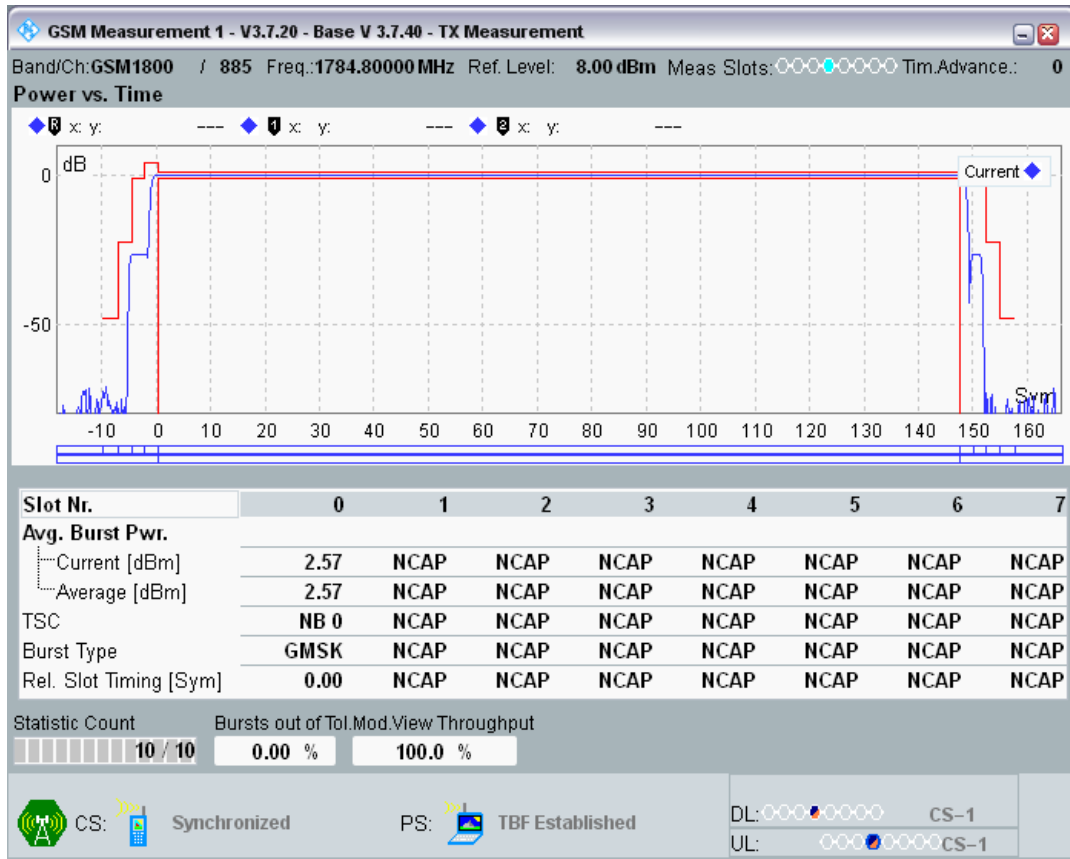 GSM Measurement 1 - V3.7.20 - Base V 3.7.40 - TX Measurement
Band/Ch:GSM1800 / 885 Freq.:1784.80000 MHz Ref. Level: 8.00 dBm Meas Slots: Tim.Advance.: 0
Power vs. Time
R x: y: --- 1 x: y: --- 2 x: y: ---
dB
0
Current
-50
Sym
-10 0 10 20 30 40 50 60 70 80 90 100 110 120 130 140 150 160
Slot Nr. 0 1 2 3 4 5 6 7
Avg. Burst Pwr.
Current [dBm] 2.57 NCAP NCAP NCAP NCAP NCAP NCAP NCAP
Average [dBm] 2.57 NCAP NCAP NCAP NCAP NCAP NCAP NCAP
TSC NB 0 NCAP NCAP NCAP NCAP NCAP NCAP NCAP
Burst Type GMSK NCAP NCAP NCAP NCAP NCAP NCAP NCAP
Rel. Slot Timing [Sym] 0.00 NCAP NCAP NCAP NCAP NCAP NCAP NCAP
Statistic Count Bursts out of Tol.Mod.View Throughput
10 / 10 0.00 % 100.0 %
CS: Synchronized PS: TBF Established DL: CS-1
UL: CS-1